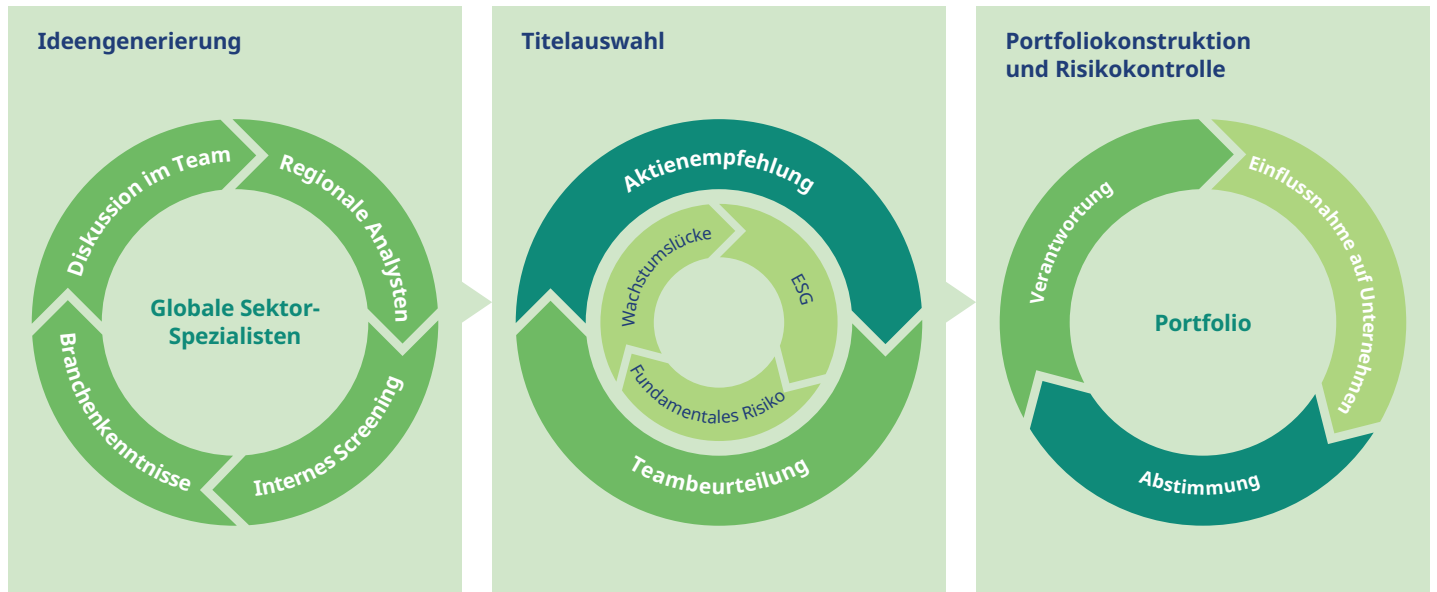 Ideengenerierung
Diskussion im Team
Regionale Analysten
Internes Screening
Branchenkenntnisse
Globale Sektor-
Spezialisten
Titelauswahl
Aktienempfehlung
Teambeurteilung
Wachstumslücke
ESG
Fundamentales Risiko
Portfoliokonstruktion
und Risikokontrolle
Verantwortung
Einflussnahme auf Unternehmen
Abstimmung
Portfolio